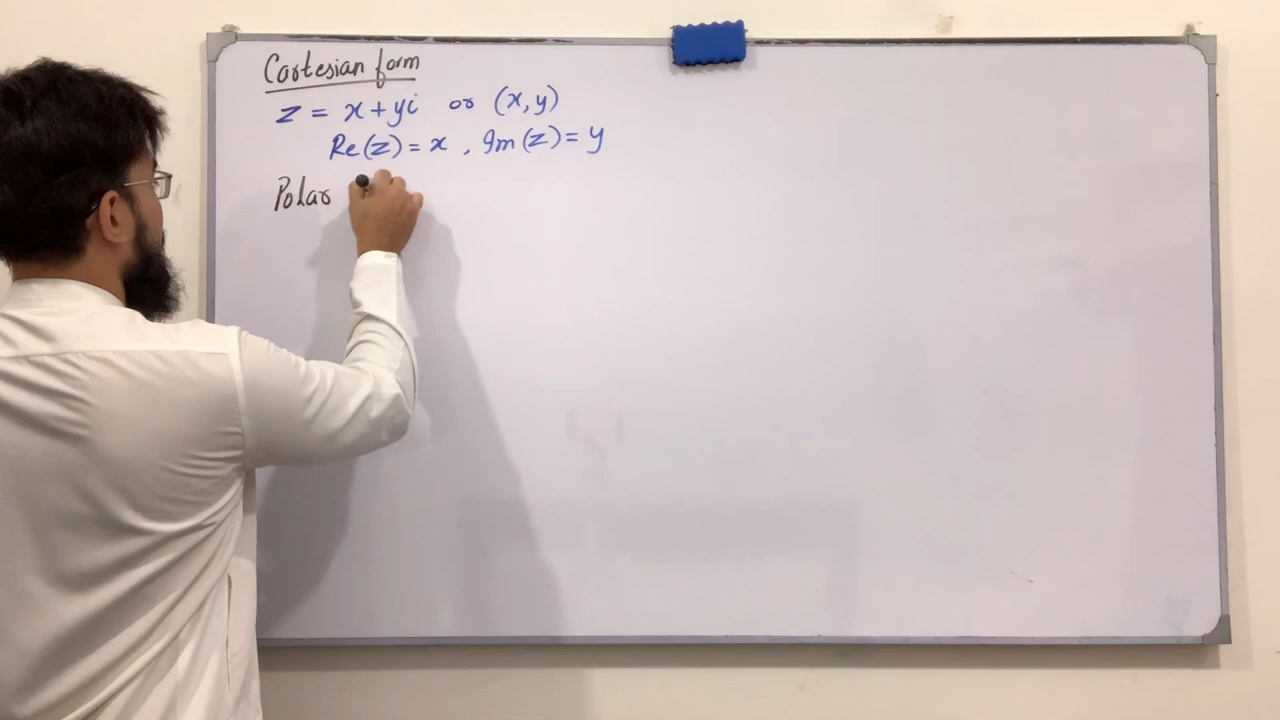 Cartesian form
z = x + yi or (x, y)
Re(z) = x , Im(z) = y
Polar